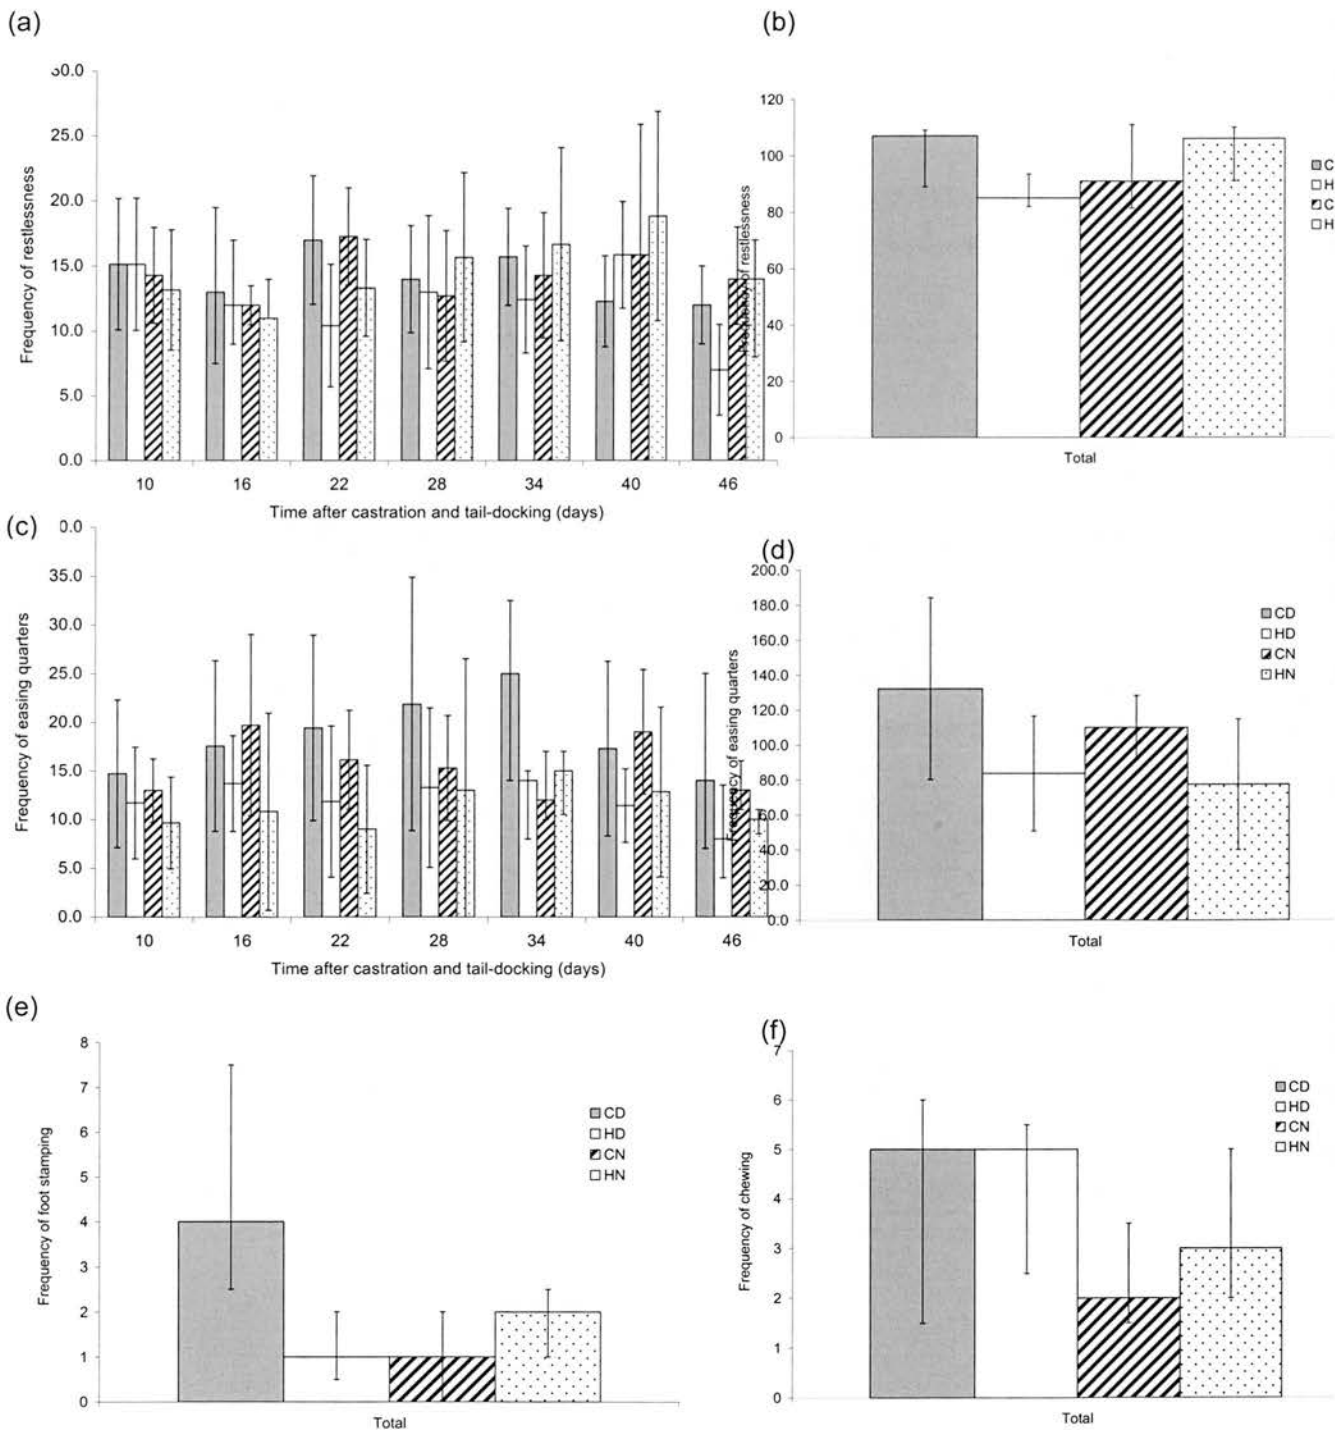 (a)
(b)
30.0
25.0
20.0
15.0
10.0
5.0
0.0
Frequency of restlessness
10 16 22 28 34 40 46
Time after castration and tail-docking (days)
120
100
80
60
40
20
0
Frequency of restlessness
Total
C
H
C
H
(c)
0.0
35.0
30.0
25.0
20.0
15.0
10.0
5.0
0.0
Frequency of easing quarters
10 16 22 28 34 40 46
Time after castration and tail-docking (days)
(d)
200.0
180.0
160.0
140.0
120.0
100.0
80.0
60.0
40.0
20.0
0.0
Frequency of easing quarters
Total
CD
HD
CN
HN
(e)
8
7
6
5
4
3
2
1
0
Frequency of foot stamping
Total
CD
HD
CN
HN
(f)
7
6
5
4
3
2
1
0
Frequency of chewing
Total
CD
HD
CN
HN